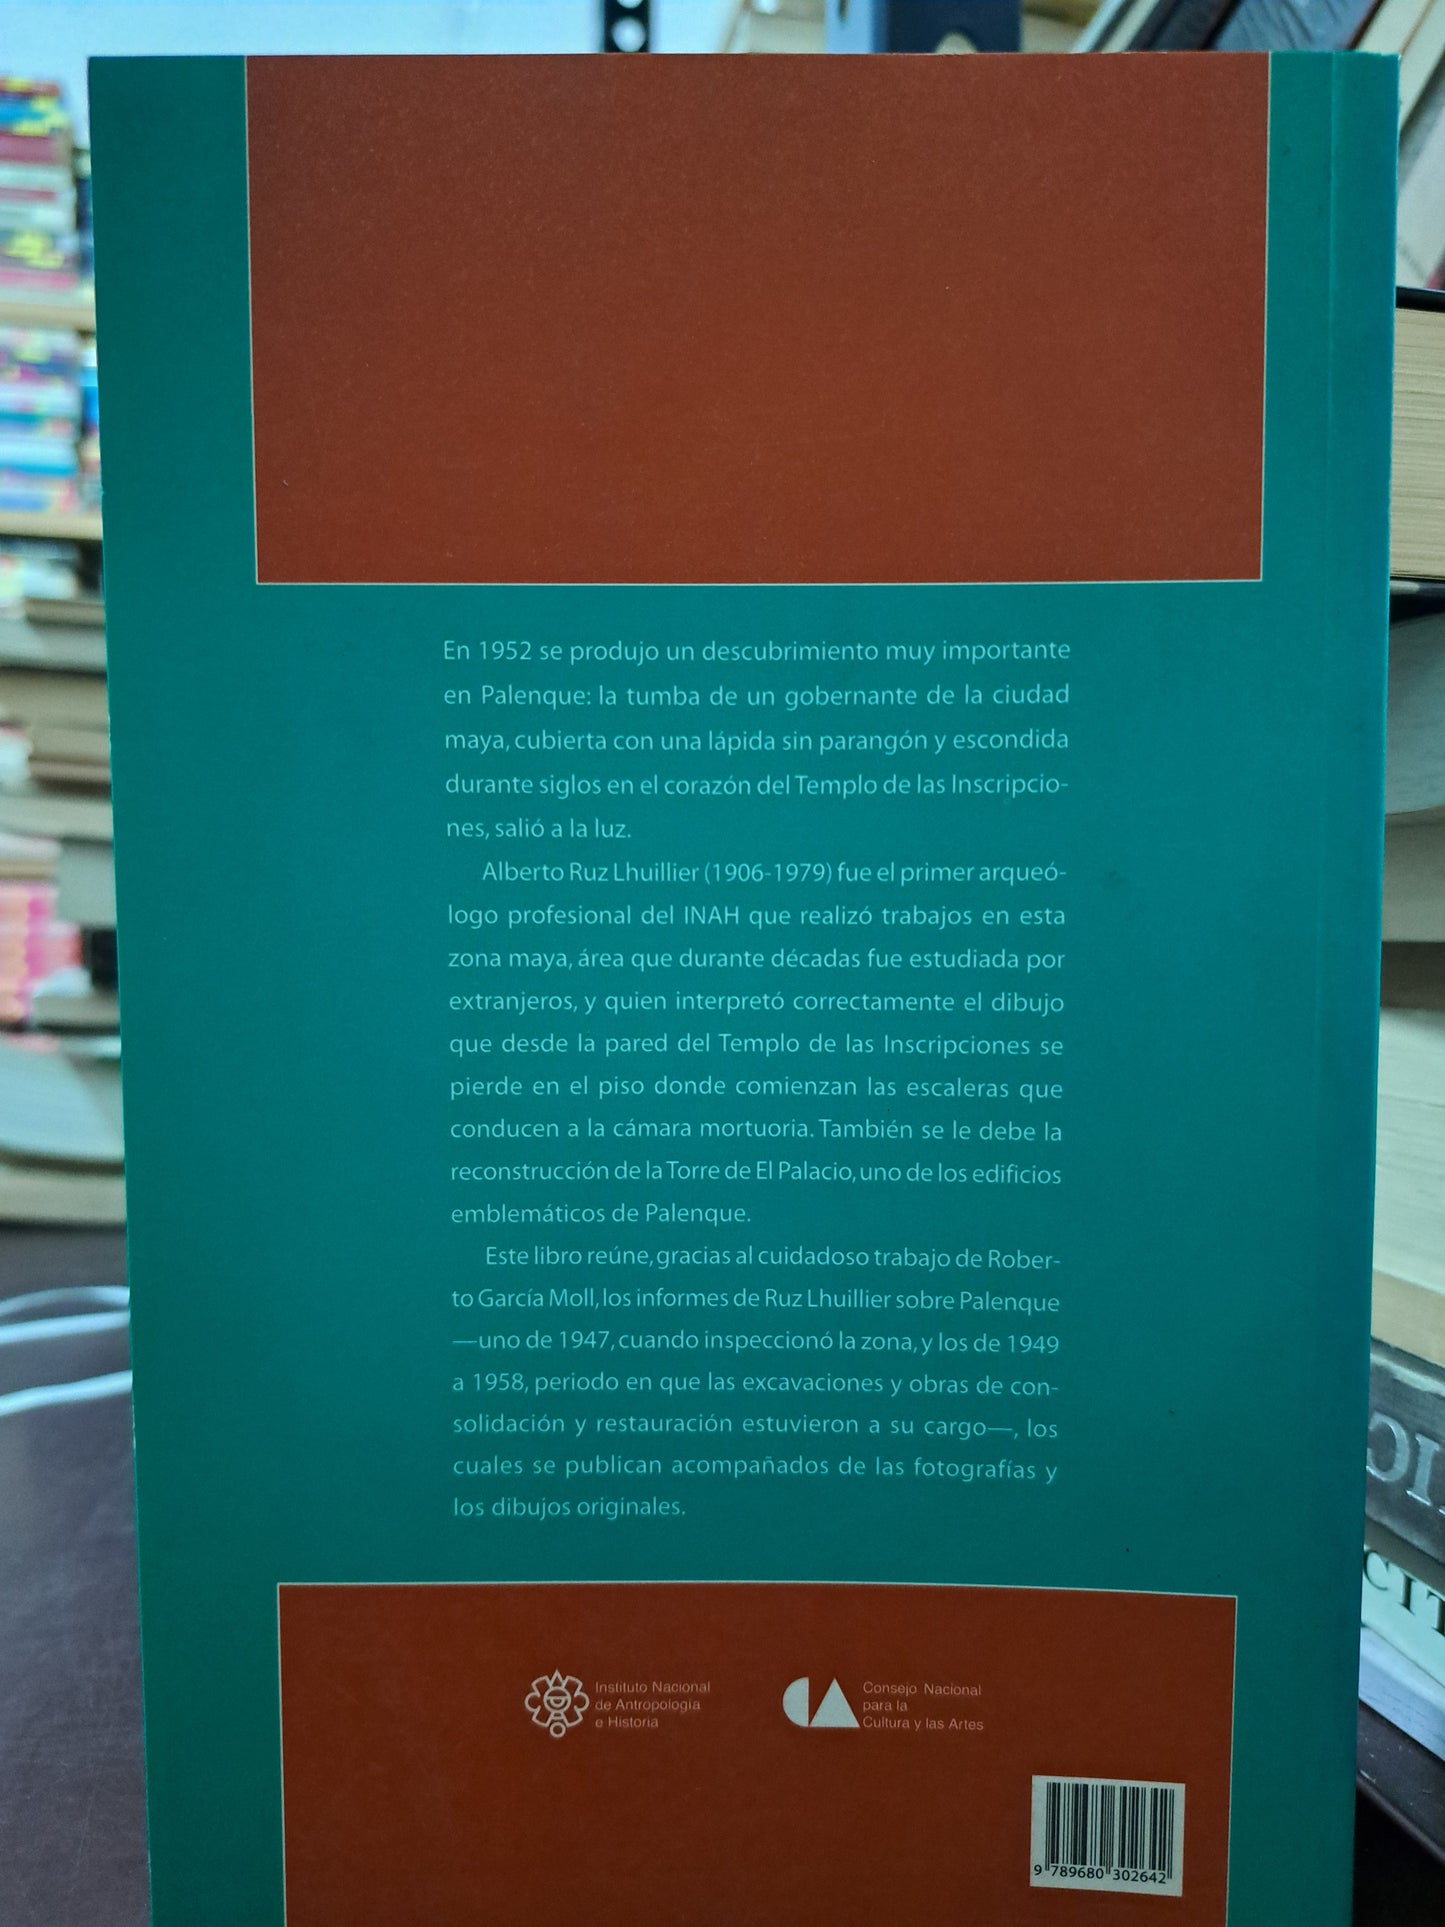 En 1952 se produjo un descubrimiento muy importante
en Palenque: la tumba de un gobernante de la ciudad
maya, cubierta con una lápida sin parangón y escondida
durante siglos en el corazón del Templo de las Inscripcio-
nes, salió a la luz.
Alberto Ruz Lhuillier (1906-1979) fue el primer arqueó-
logo profesional del INAH que realizó trabajos en esta
zona maya, área que durante décadas fue estudiada por
extranjeros, y quien interpretó correctamente el dibujo
que desde la pared del Templo de las Inscripciones se
pierde en el piso donde comienzan las escaleras que
conducen a la cámara mortuoria. También se le debe la
reconstrucción de la Torre de El Palacio, uno de los edificios
emblemáticos de Palenque.
Este libro reúne, gracias al cuidadoso trabajo de Rober-
to García Moll, los informes de Ruz Lhuillier sobre Palenque
—uno de 1947, cuando inspeccionó la zona, y los de 1949
a 1958, periodo en que las excavaciones y obras de con-
solidación y restauración estuvieron a su cargo—, los
cuales se publican acompañados de las fotografías y
los dibujos originales.
Instituto Nacional
de Antropología
e Historia
Consejo Nacional
para la
Cultura y las Artes
9 789680 302642
CIT